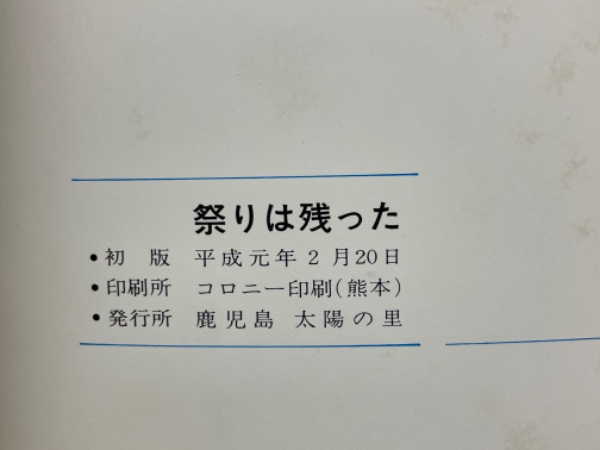 祭りは残った
•初　版　平成元年2月20日
•印刷所　コロニー印刷(熊本)
•発行所　鹿児島　太陽の里